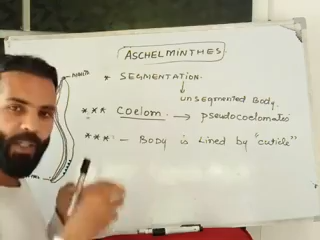 ASCHELMINTHES
* SEGMENTATION
unsegmented Body.
*** Coelom. → pseudocoelomates
*** - BODY is Lined by "cuticle"